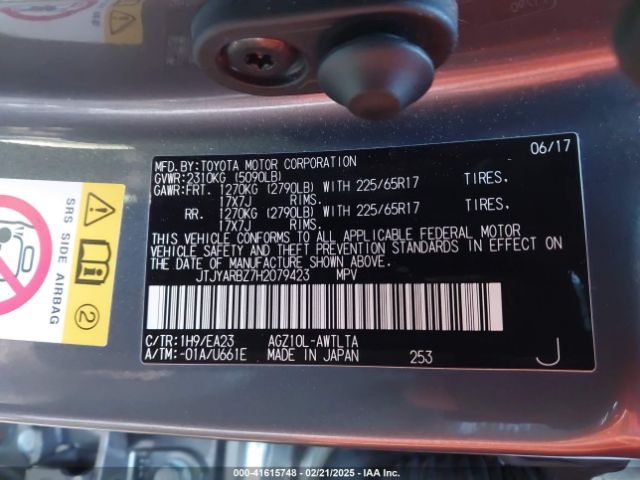 06/17
MFD.BY:TOYOTA MOTOR CORPORATION
GVWR:2310KG (5090LB)
GAWR:FRT. 1270KG (2790LB) WITH 225/65R17 TIRES,
17X7J RIMS.
RR. 1270KG (2790LB) WITH 225/65R17 TIRES,
17X7J RIMS.
THIS VEHICLE CONFORMS TO ALL APPLICABLE FEDERAL MOTOR
VEHICLE SAFETY AND THEFT PREVENTION STANDARDS IN EFFECT ON
THE DATE OF MANUFACTURE SHOWN ABOVE.
JTJYARBZ7H2079423 MPV
C/TR:1H9/EA23 AGZ10L-AWTLTA
A/TM:-01A/U661E MADE IN JAPAN 253 J
SRS SIDE AIRBAG
2
000-41615748 - 02/21/2025 - IAA Inc.